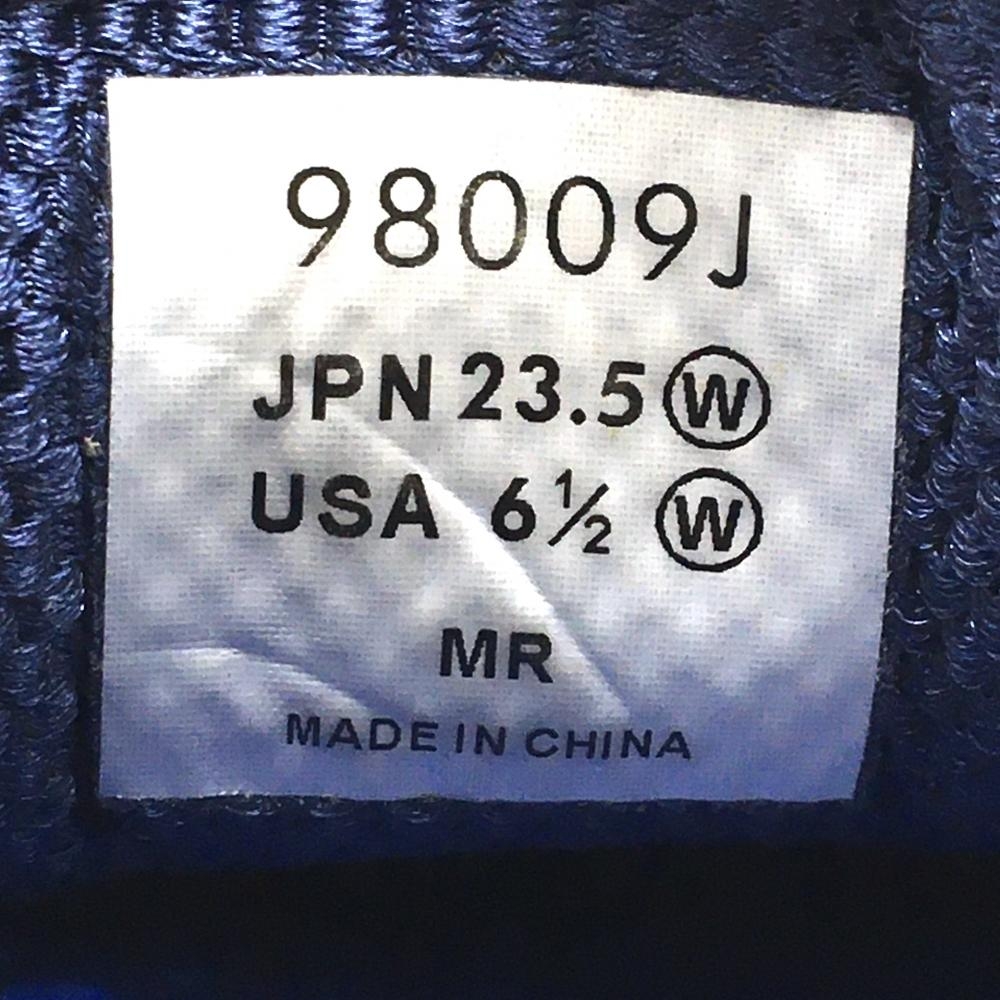 98009J
JPN 23.5 Ⓦ
USA 6½ Ⓦ
MR
MADE IN CHINA